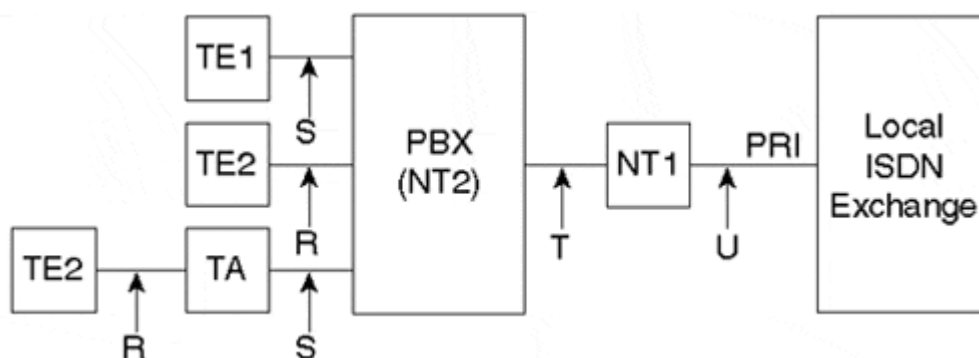 TE1
S
TE2
R
TE2
R
TA
S
PBX
(NT2)
T
NT1
U
PRI
Local
ISDN
Exchange